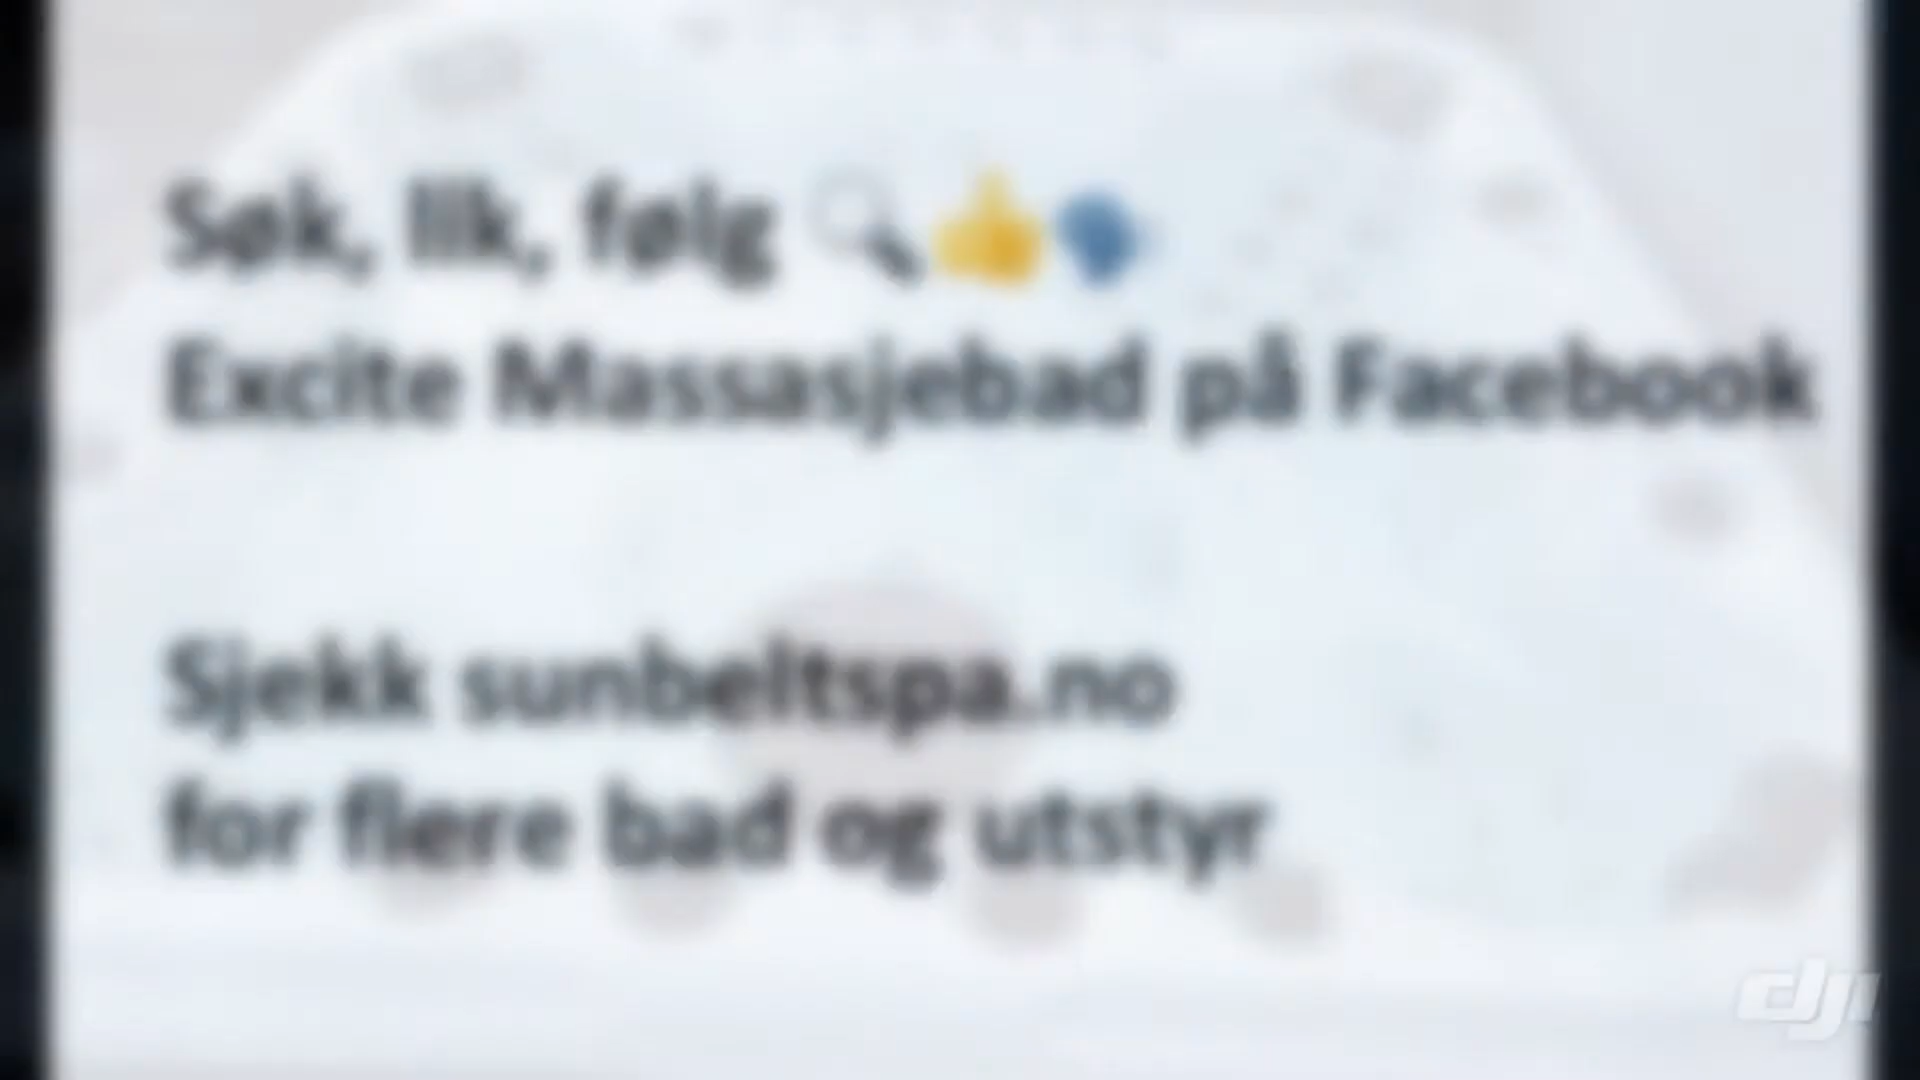 Søk, lik, følg 🔍👍🗣
Excite Massasjebad på Facebook
Sjekk sunbeltspa.no
for flere bad og utstyr
dji